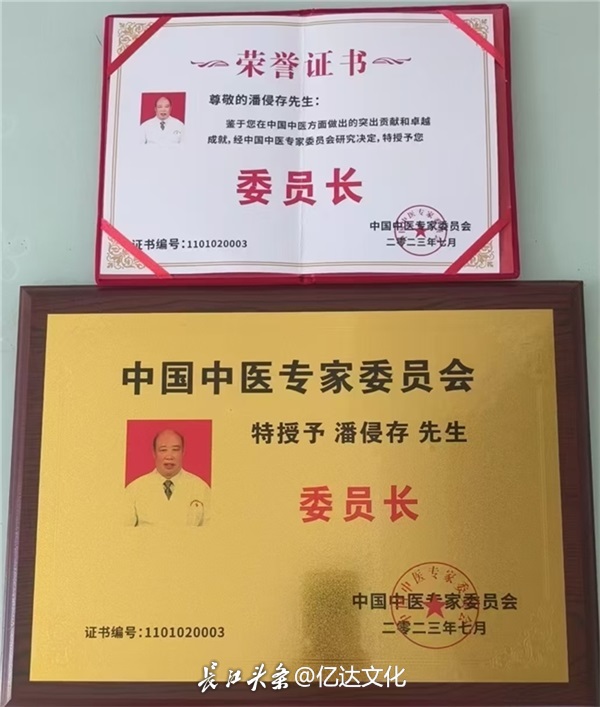 荣誉证书
尊敬的潘侵存先生：
鉴于您在中国中医方面做出的突出贡献和卓越
成就，经中国中医专家委员会研究决定，特授予您
委员长
中国中医专家委员会
二零二三年七月
证书编号：1101020003
中国中医专家委员会
特授予 潘侵存 先生
委员长
中国中医专家委员会
二零二三年七月
证书编号：1101020003
长江头条@亿达文化